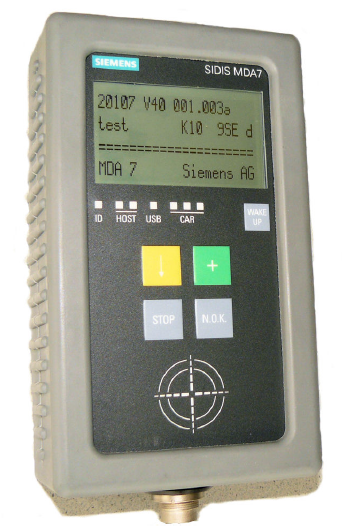 SIEMENS
SIDIS MDA7
20107 V40 001.003a
test K10 9SE d
====================
MDA 7 Siemens AG
ID HOST USB CAR
WAKE UP
↓ +
STOP N.O.K.